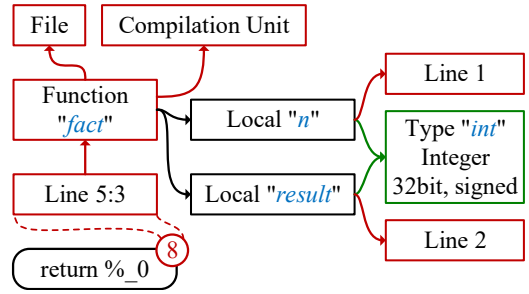 File
Compilation Unit
Function
"fact"
Local "n"
Line 1
Type "int"
Integer
32bit, signed
Line 5:3
Local "result"
Line 2
8
return %_0